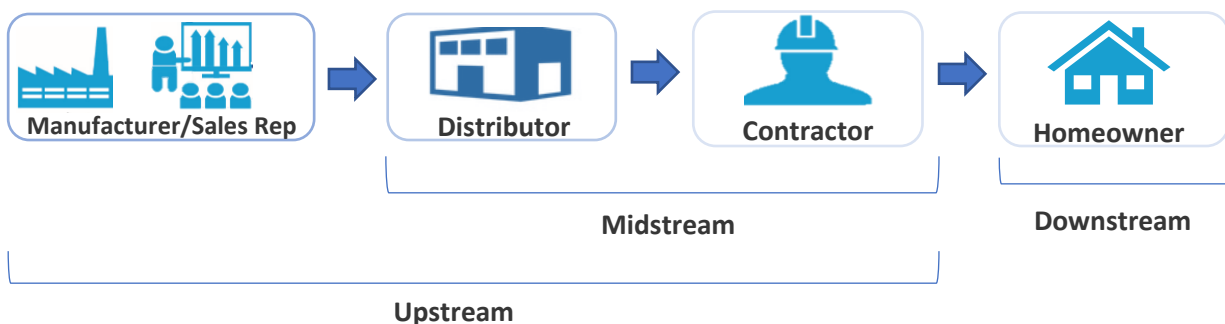 Manufacturer/Sales Rep
Distributor
Contractor
Homeowner
Midstream
Downstream
Upstream